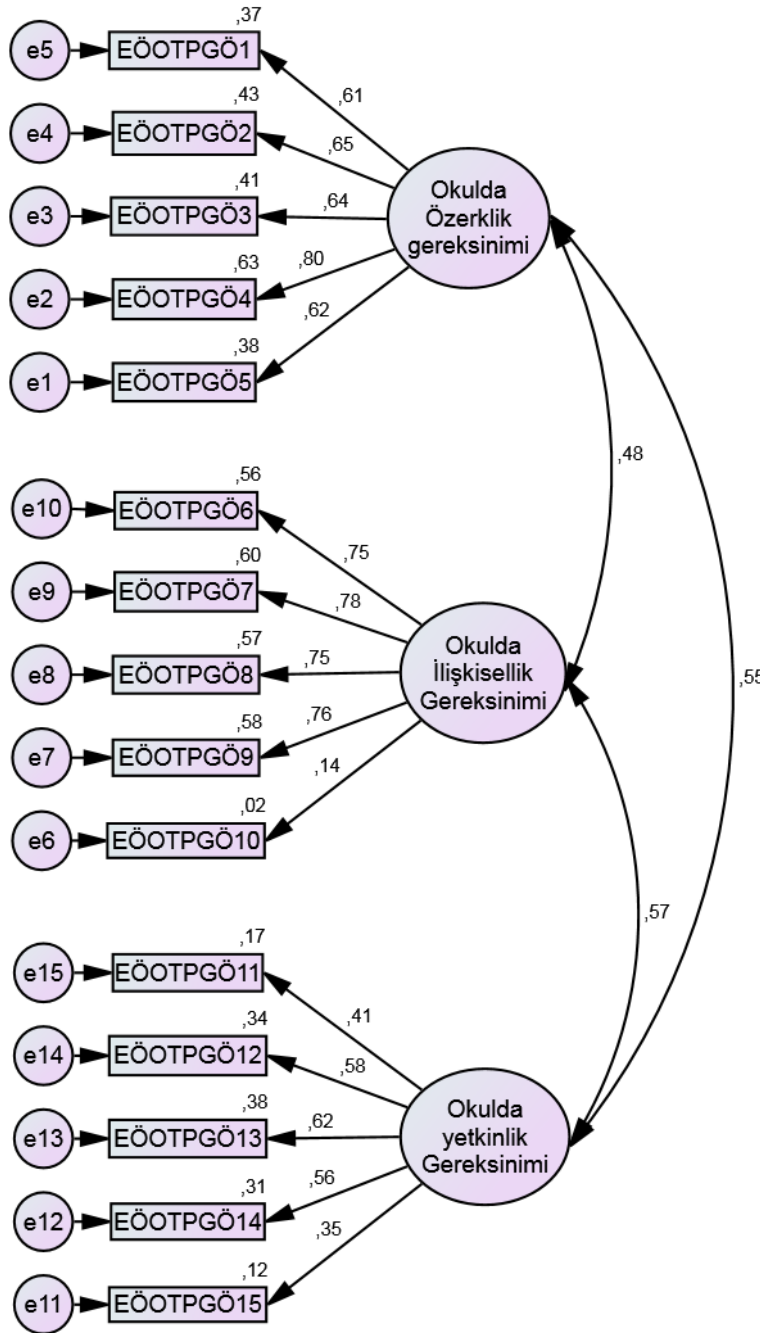 ,37
e5
EÖOTPGÖ1
,61
,43
e4
EÖOTPGÖ2
,65
,41
e3
EÖOTPGÖ3
,64
,63
e2
EÖOTPGÖ4
,80
,38
e1
EÖOTPGÖ5
,62
Okulda
Özerklik
gereksinimi
,48
,55
,56
e10
EÖOTPGÖ6
,75
,60
e9
EÖOTPGÖ7
,78
,57
e8
EÖOTPGÖ8
,75
,58
e7
EÖOTPGÖ9
,76
,02
e6
EÖOTPGÖ10
,14
Okulda
İlişkisellik
Gereksinimi
,57
,17
e15
EÖOTPGÖ11
,41
,34
e14
EÖOTPGÖ12
,58
,38
e13
EÖOTPGÖ13
,62
,31
e12
EÖOTPGÖ14
,56
,12
e11
EÖOTPGÖ15
,35
Okulda
yetkinlik
Gereksinimi